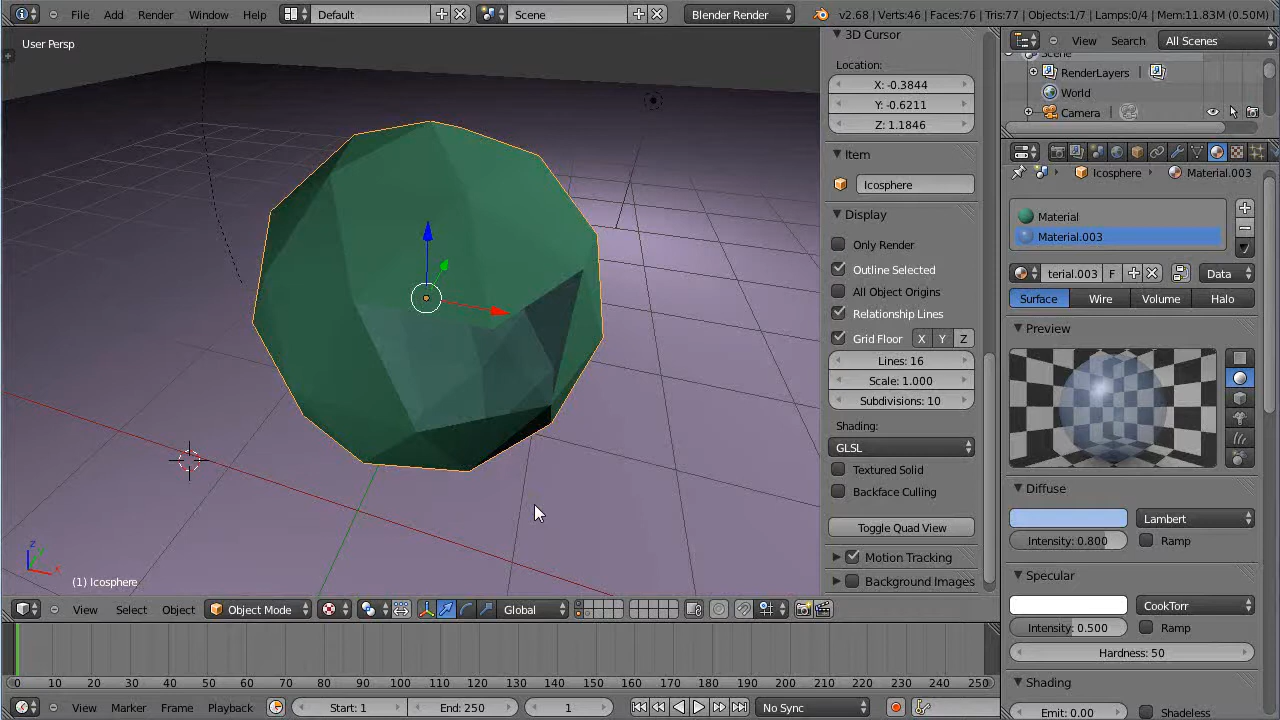 File Render Window Help Default Scene Blender Render v2.68 | Verts:46 | Faces:76 | Tris:77 | Objects:1/7 | Lamps:0/4 | Mem:11.83M (0.50M) |
User Persp
(1) Icosphere
View Select Object Object Mode Global
3D Cursor
Location:
X: -0.3844
Y: -0.6211
Z: 1.1846
Item
Icosphere
Display
Only Render
Outline Selected
All Object Origins
Relationship Lines
Grid Floor X Y Z
Lines: 16
Scale: 1.000
Subdivisions: 10
Shading:
GLSL
Textured Solid
Backface Culling
Toggle Quad View
Motion Tracking
Background Images
View Search All Scenes
Scene
RenderLayers |
World
Camera |
Icosphere Material.003
Material
Material.003
terial.003 F Data
Surface Wire Volume Halo
Preview
Diffuse
Lambert
Intensity: 0.800 Ramp
Specular
CookTorr
Intensity: 0.500 Ramp
Hardness: 50
Shading
Emit: 0.00 Shadeless
z
y
x
0 10 20 30 40 50 60 70 80 90 100 110 120 130 140 150 160 170 180 190 200 210 220 230 240 250
View Marker Frame Playback Start: 1 End: 250 1 No Sync